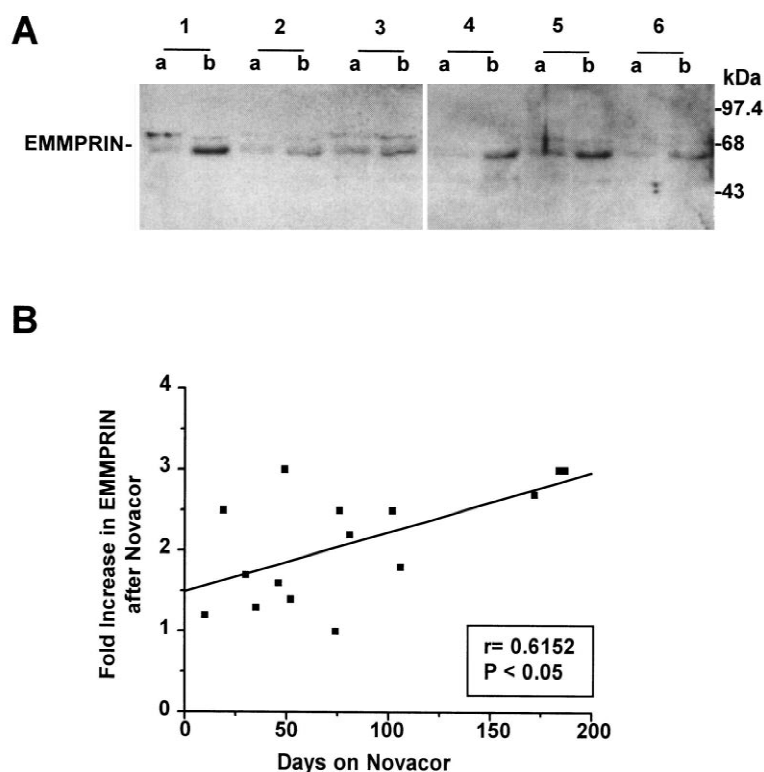 A
1 2 3 4 5 6
a b a b a b a b a b a b
kDa
-97.4
EMMPRIN-
-68
-43
B
Fold Increase in EMMPRIN
after Novacor
4
3
2
1
0
r= 0.6152
P < 0.05
0 50 100 150 200
Days on Novacor